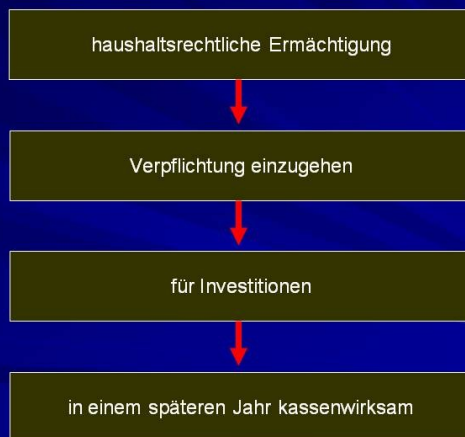 haushaltsrechtliche Ermächtigung
Verpflichtung einzugehen
für Investitionen
in einem späteren Jahr kassenwirksam